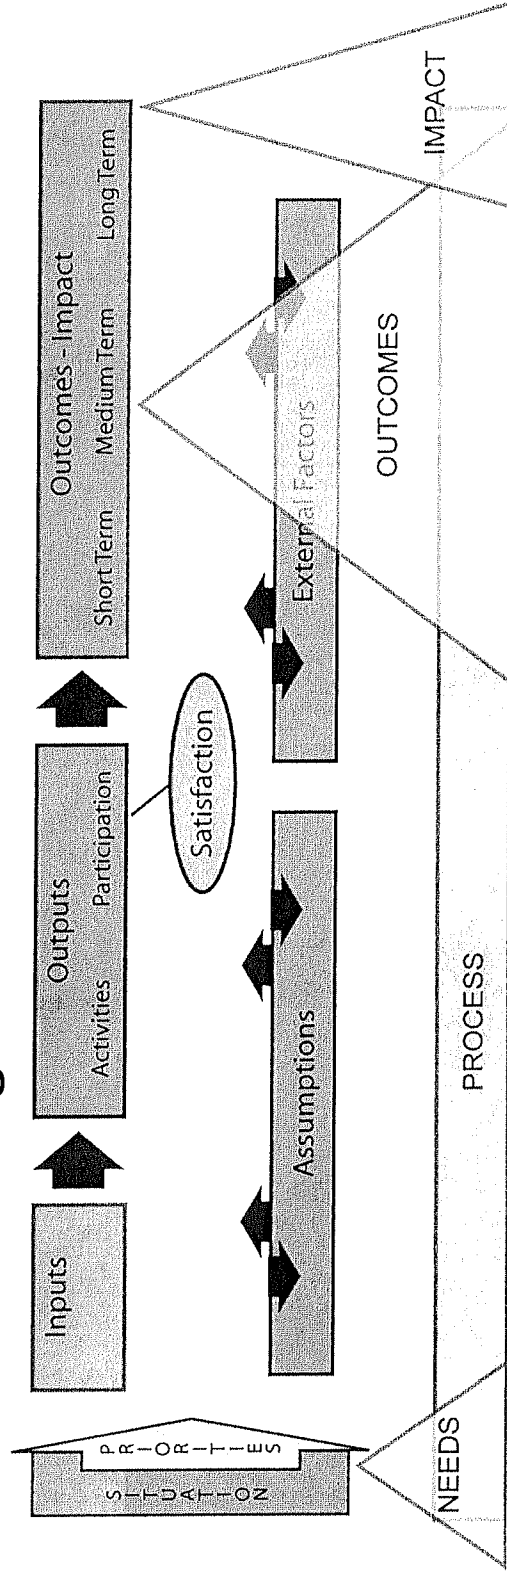 SITUATION
PRIORITIES
Inputs
Outputs
Activities Participation
Outcomes - Impact
Short Term Medium Term Long Term
Satisfaction
Assumptions
External Factors
NEEDS
PROCESS
OUTCOMES
IMPACT